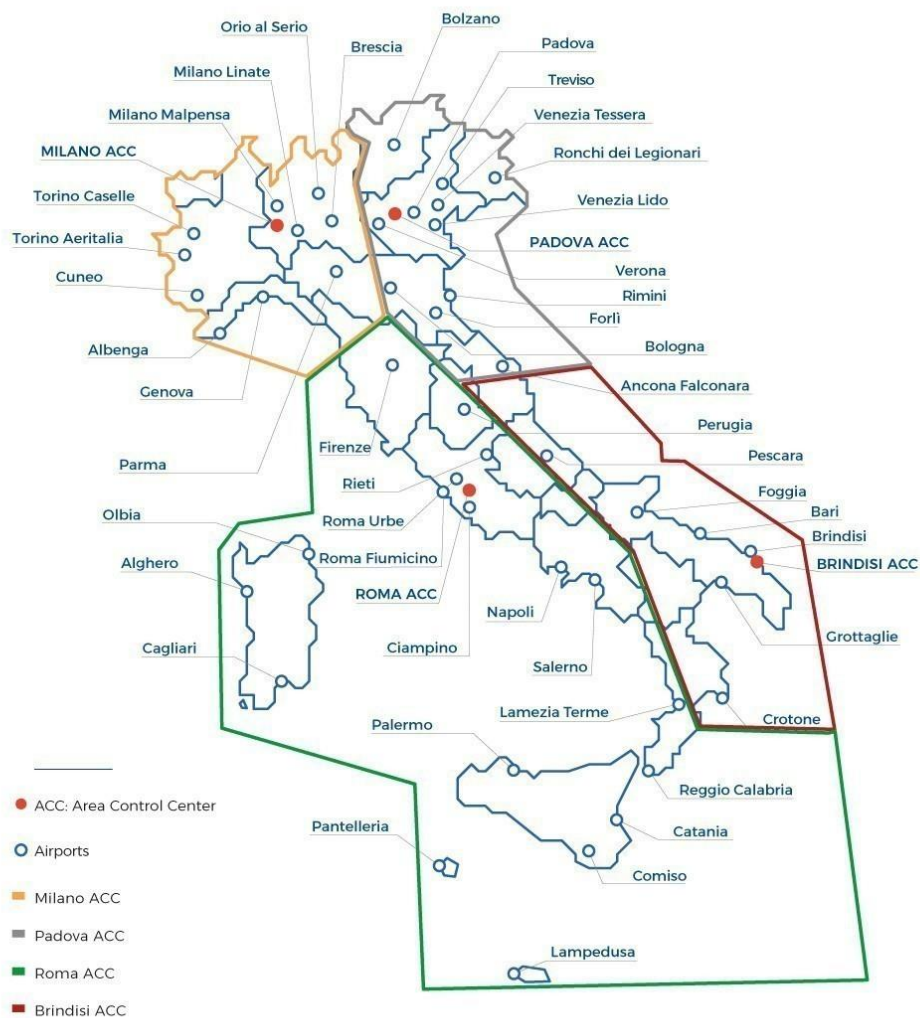 Bolzano
Orio al Serio
Padova
Brescia
Milano Linate
Treviso
Milano Malpensa
Venezia Tessera
MILANO ACC
Ronchi dei Legionari
Torino Caselle
Venezia Lido
Torino Aeritalia
PADOVA ACC
Cuneo
Verona
Rimini
Forlì
Albenga
Bologna
Genova
Ancona Falconara
Perugia
Firenze
Pescara
Parma
Rieti
Foggia
Olbia
Roma Urbe
Bari
Brindisi
Roma Fiumicino
Alghero
BRINDISI ACC
ROMA ACC
Napoli
Grottaglie
Cagliari
Ciampino
Salerno
Lamezia Terme
Crotone
Palermo
Reggio Calabria
ACC: Area Control Center
Pantelleria
Catania
Airports
Comiso
Milano ACC
Padova ACC
Lampedusa
Roma ACC
Brindisi ACC